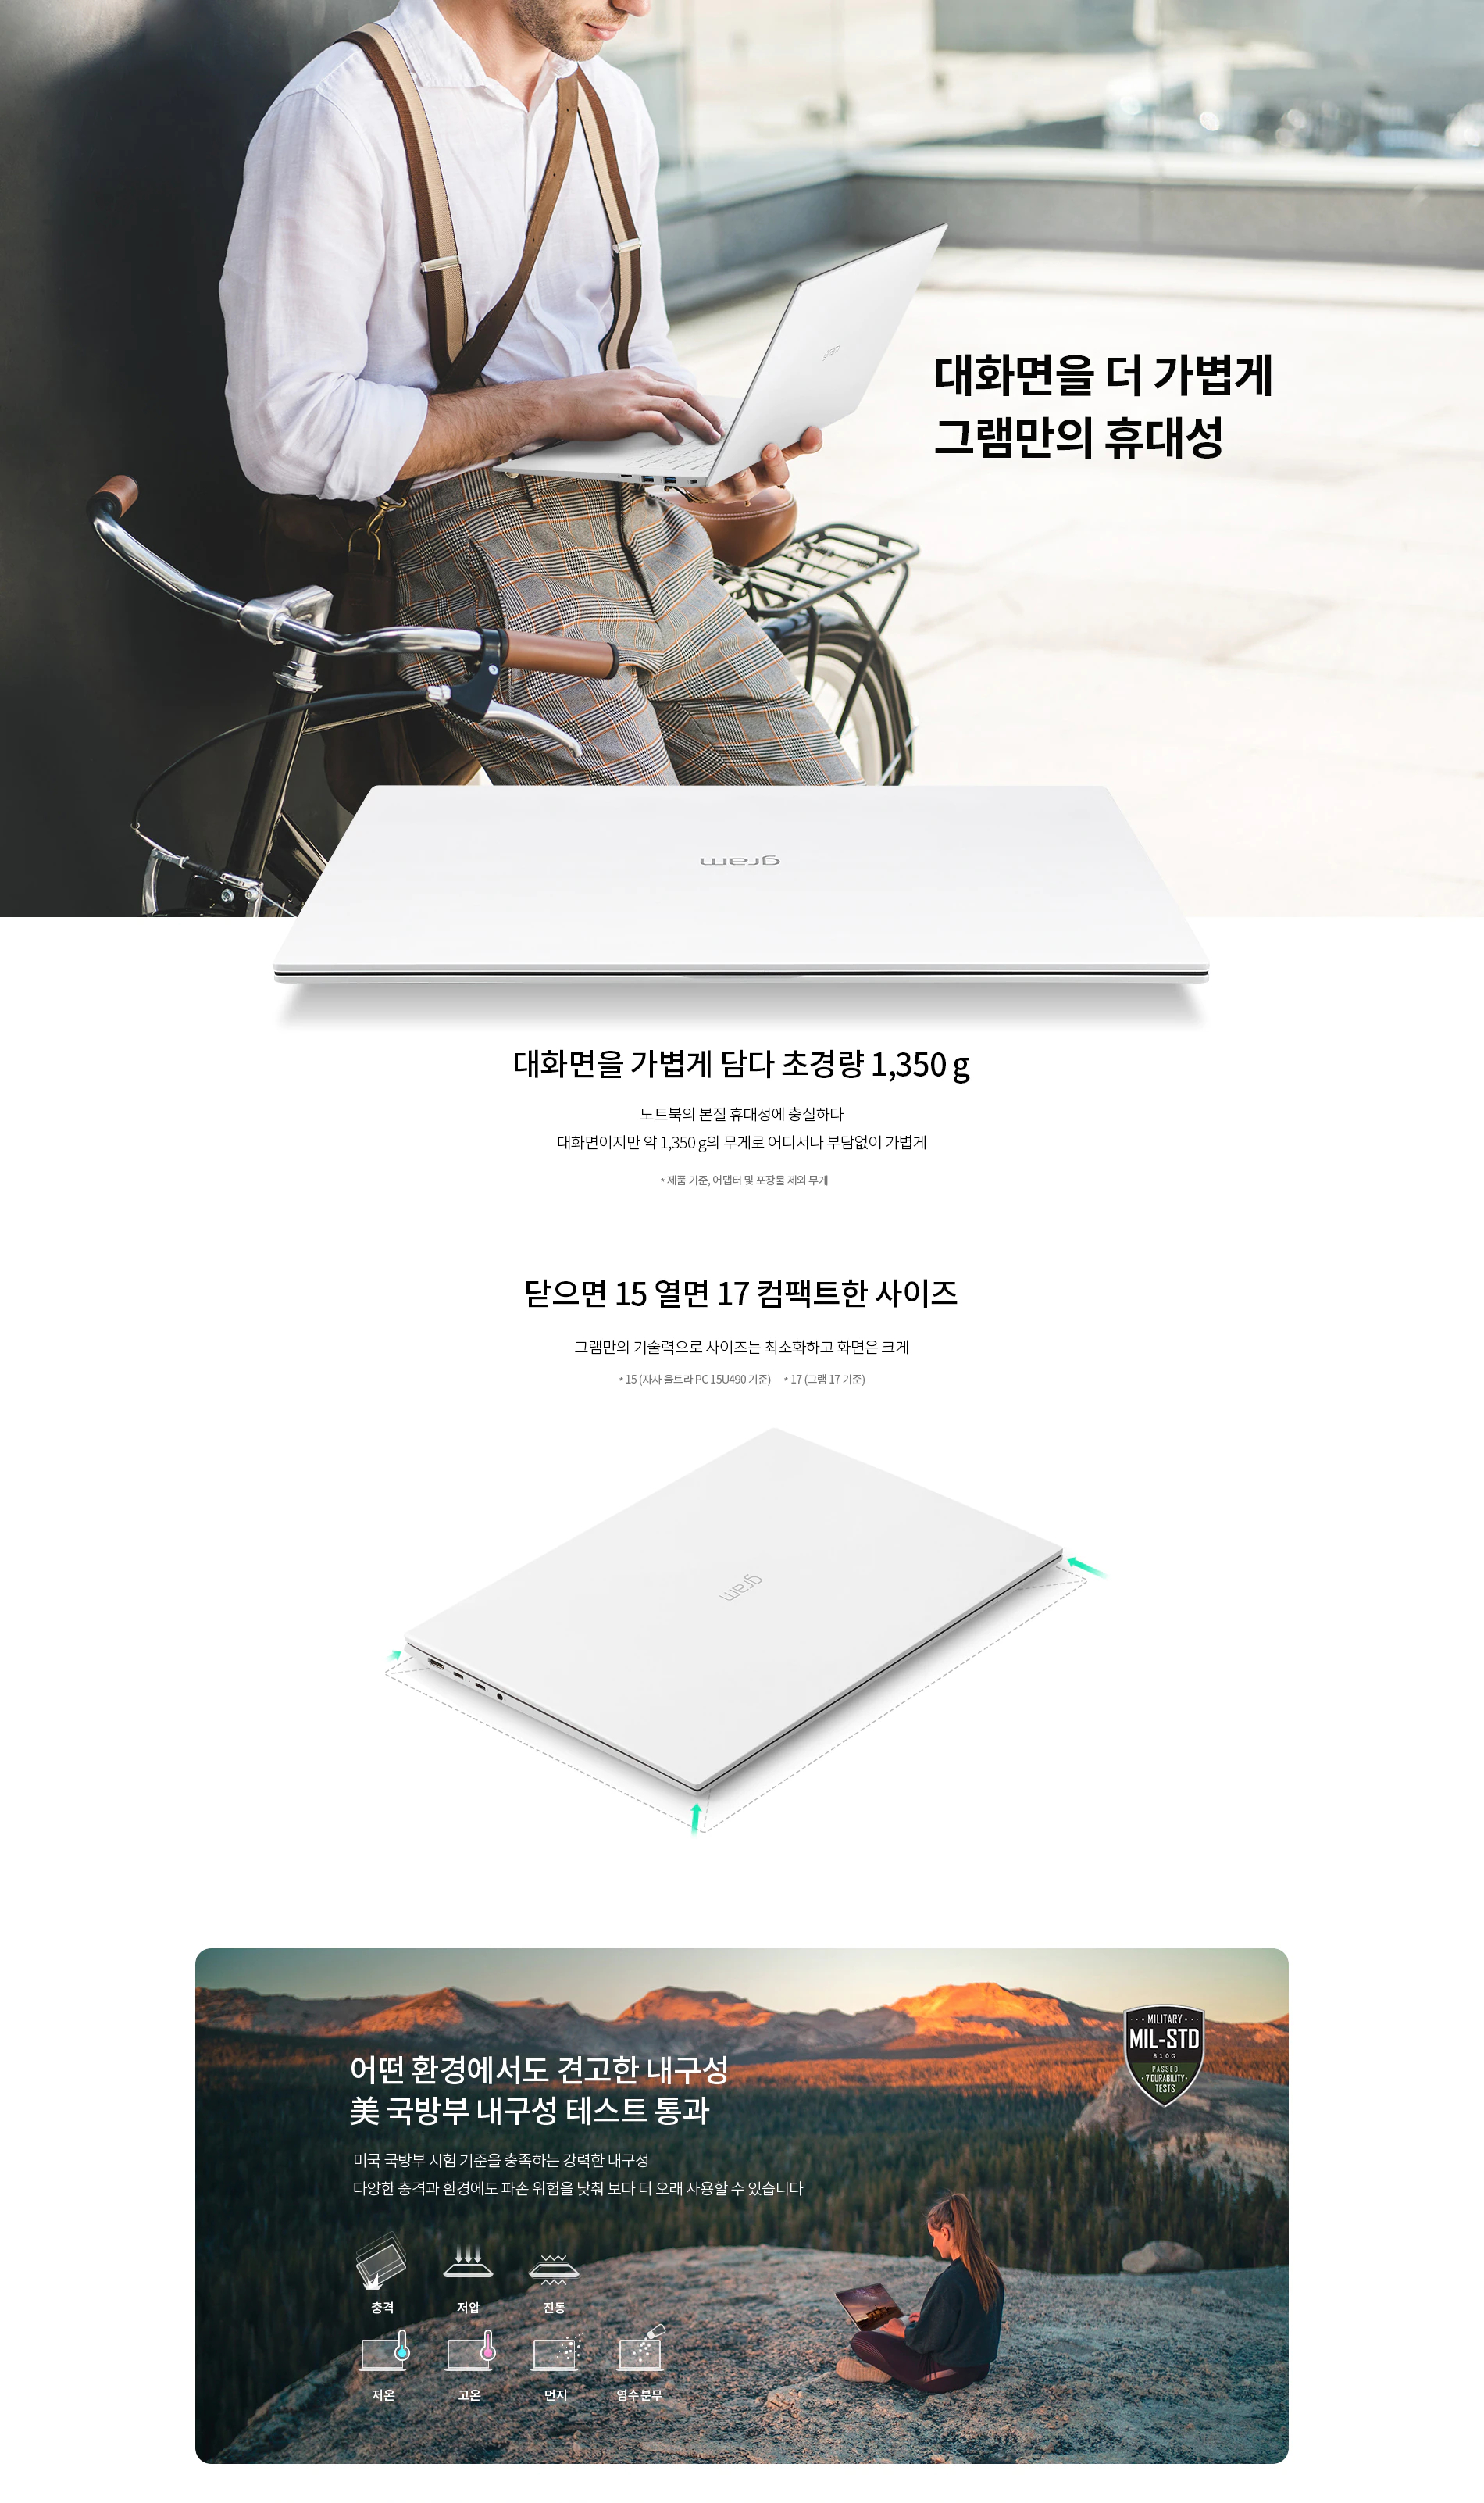 대화면을 더 가볍게
그램만의 휴대성
gram
대화면을 가볍게 담다 초경량 1,350 g
노트북의 본질 휴대성에 충실하다
대화면이지만 약 1,350 g의 무게로 어디서나 부담없이 가볍게
* 제품 기준, 어댑터 및 포장물 제외 무게
닫으면 15 열면 17 컴팩트한 사이즈
그램만의 기술력으로 사이즈는 최소화하고 화면은 크게
* 15 (자사 울트라 PC 15U490 기준) * 17 (그램 17 기준)
gram
MILITARY
MIL-STD
810G
PASSED
7 DURABILITY
TESTS
어떤 환경에서도 견고한 내구성
美 국방부 내구성 테스트 통과
미국 국방부 시험 기준을 충족하는 강력한 내구성
다양한 충격과 환경에도 파손 위험을 낮춰 보다 더 오래 사용할 수 있습니다
충격 저압 진동
저온 고온 먼지 염수 분무